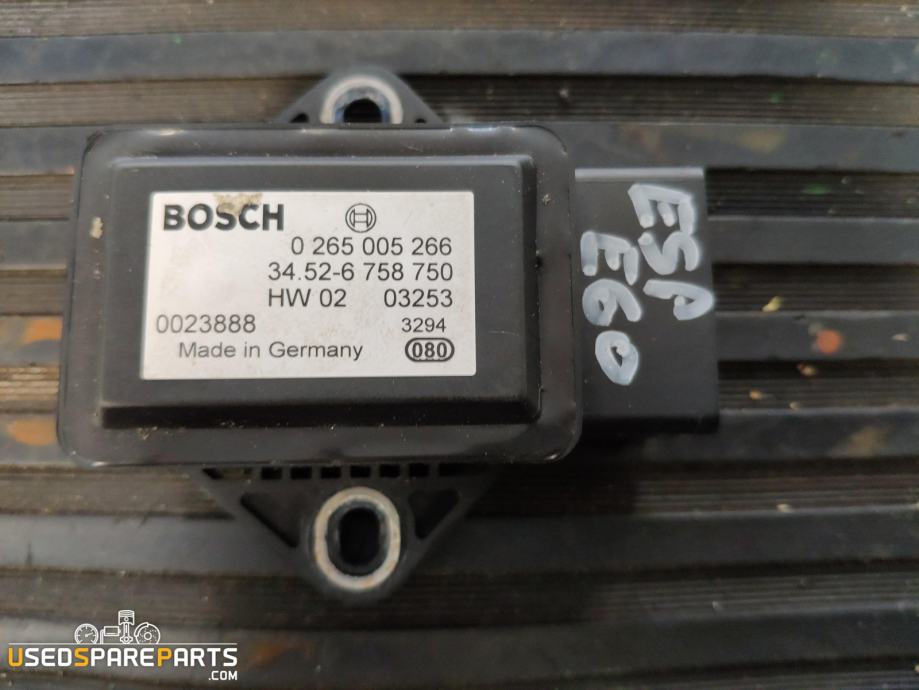 BOSCH
0 265 005 266
34.52-6 758 750
HW 02 03253
0023888 3294
Made in Germany 080
ESP
E60
USEDSPAREPARTS
.COM